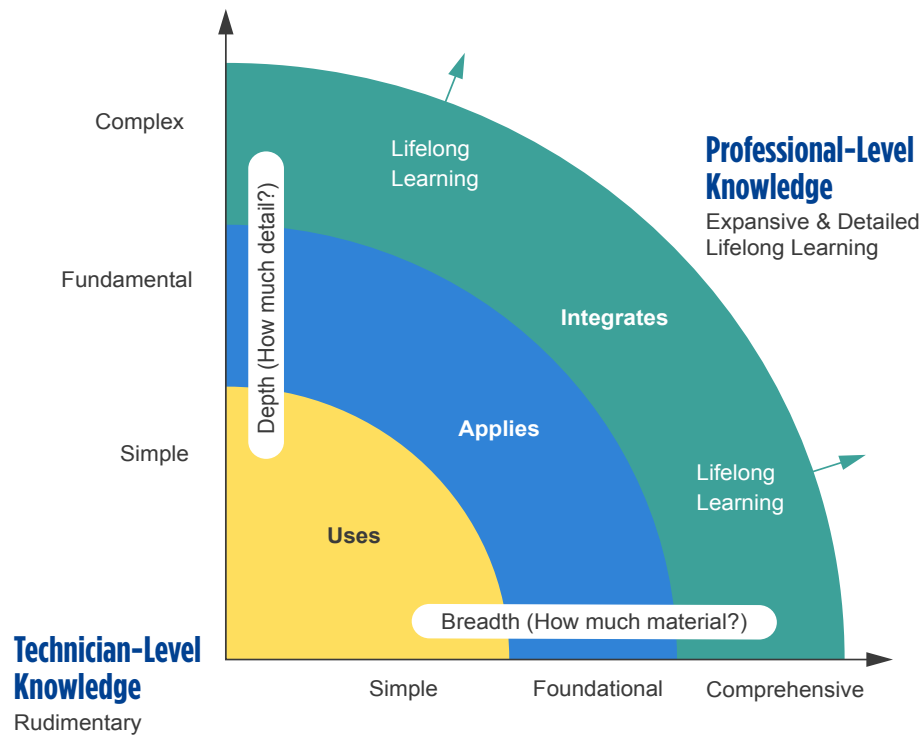 Complex
Lifelong
Learning
Professional-Level
Knowledge
Expansive & Detailed
Lifelong Learning
Depth (How much detail?)
Fundamental
Integrates
Applies
Simple
Lifelong
Learning
Uses
Breadth (How much material?)
Technician-Level
Knowledge
Rudimentary
Simple
Foundational
Comprehensive